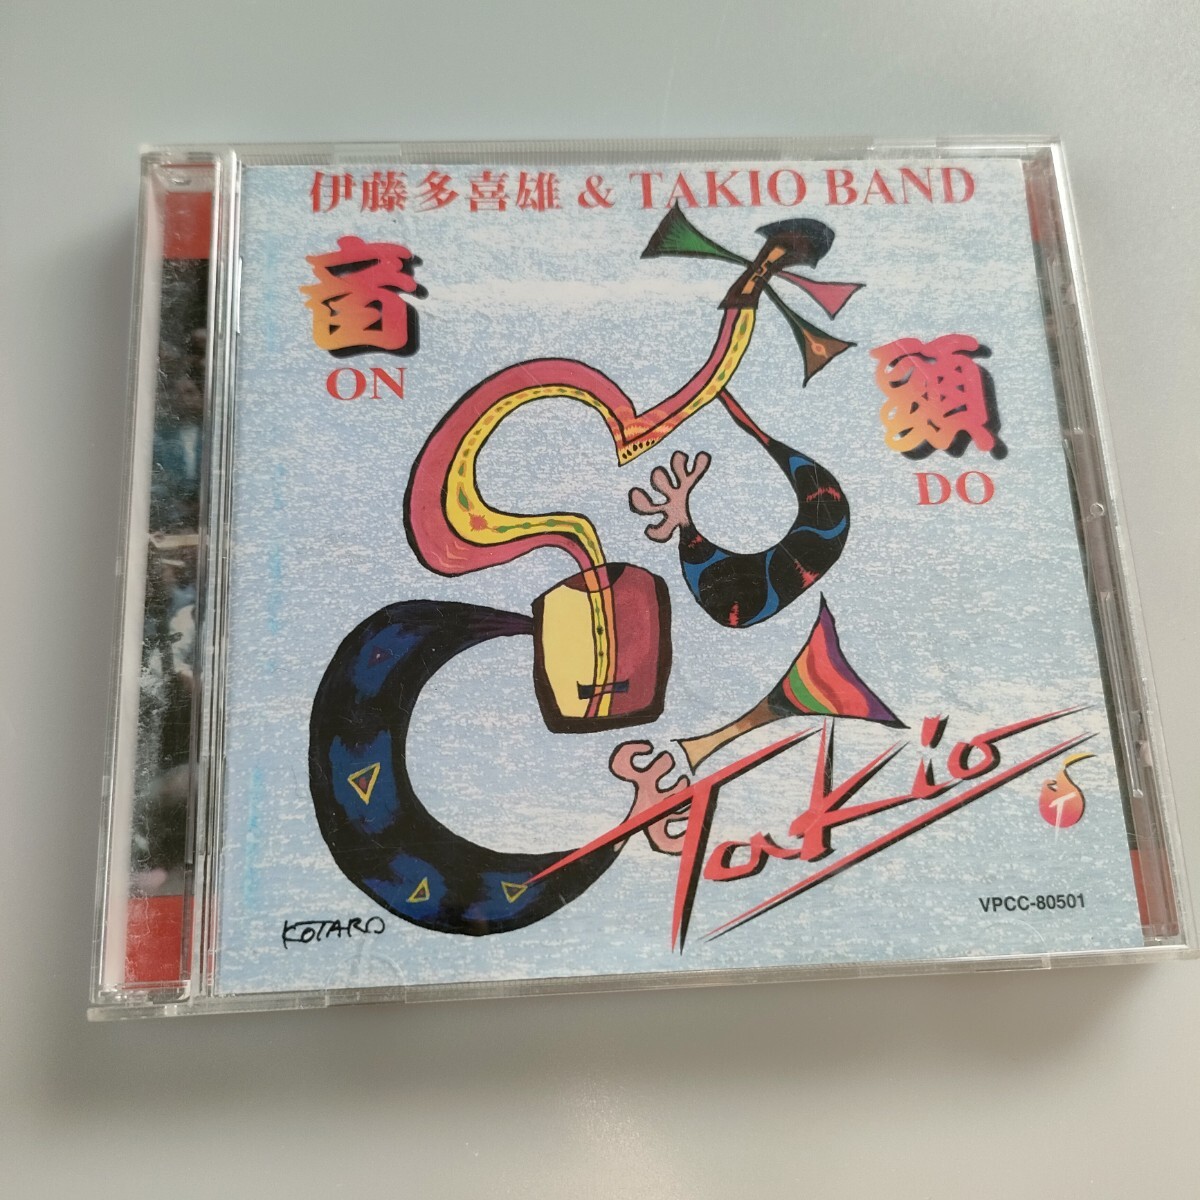 伊藤多喜雄 & TAKIO BAND
音
ON
頭
DO
Takio
T
VPCC-80501
KOTARO